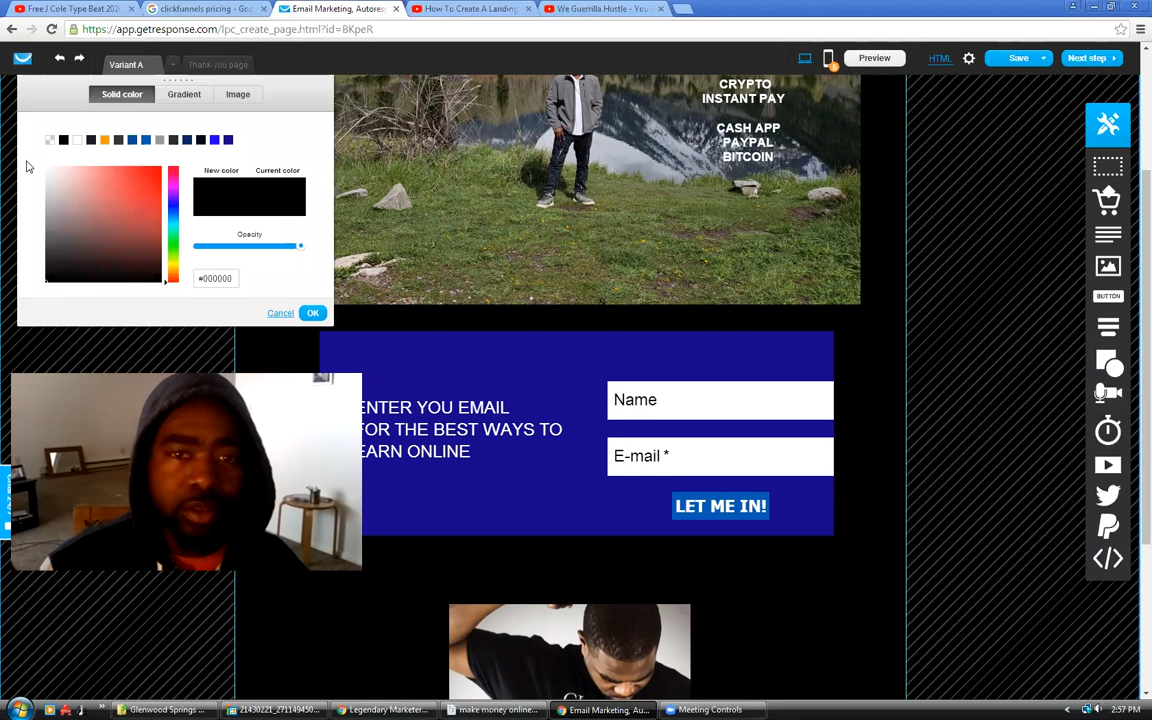 Free J Cole Type Beat 202
clickfunnels pricing - Goo
Email Marketing, Autores
How To Create A Landing
We Guerrilla Hustle - You
https://app.getresponse.com/lpc_create_page.html?id=BKpeR
Variant A
Thank-you page
Preview
HTML
Save
Next step
Solid color
Gradient
Image
New color
Current color
Opacity
#000000
Cancel
OK
CRYPTO
INSTANT PAY
CASH APP
PAYPAL
BITCOIN
ENTER YOU EMAIL
FOR THE BEST WAYS TO
EARN ONLINE
Name
E-mail *
LET ME IN!
BUTTON
Glenwood Springs ...
21430221_271149450...
Legendary Marketer...
make money online...
Email Marketing, Au...
Meeting Controls
2:57 PM